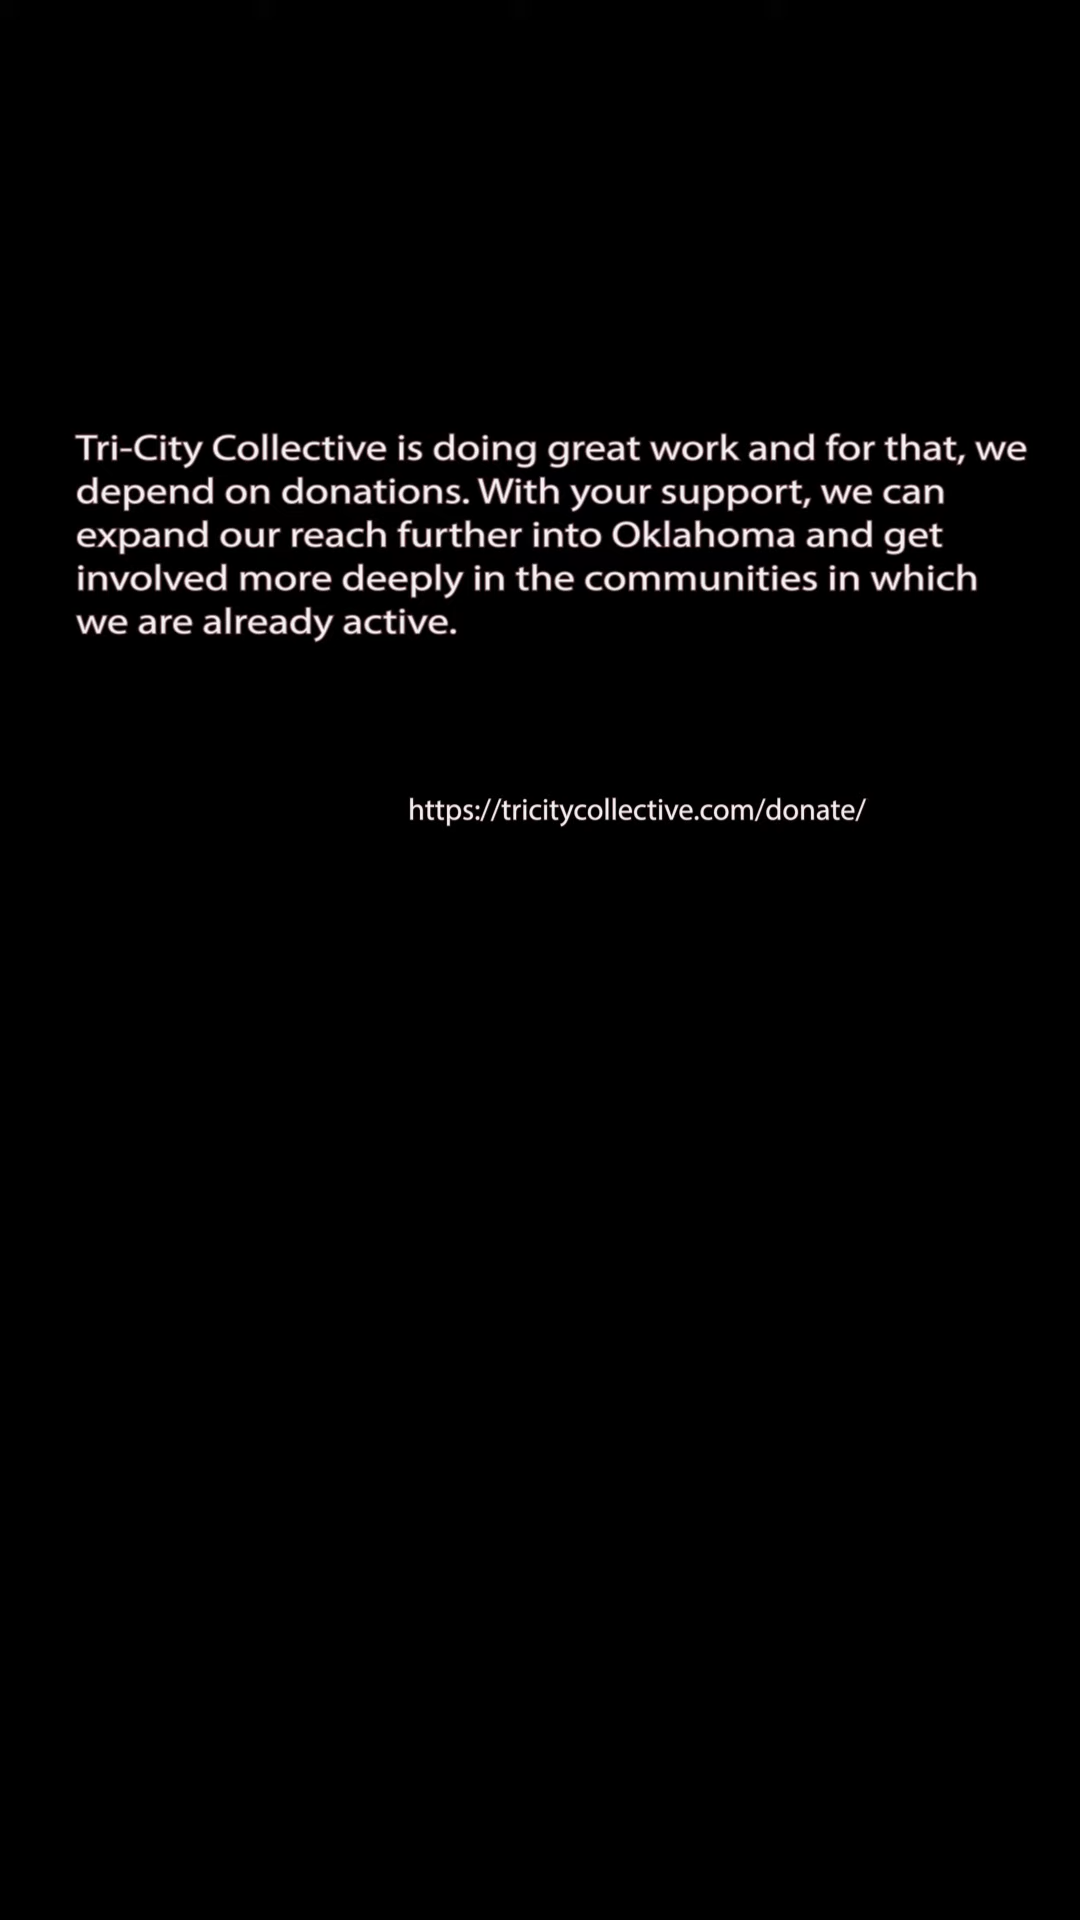 Tri-City Collective is doing great work and for that, we
depend on donations. With your support, we can
expand our reach further into Oklahoma and get
involved more deeply in the communities in which
we are already active.
https://tricitycollective.com/donate/